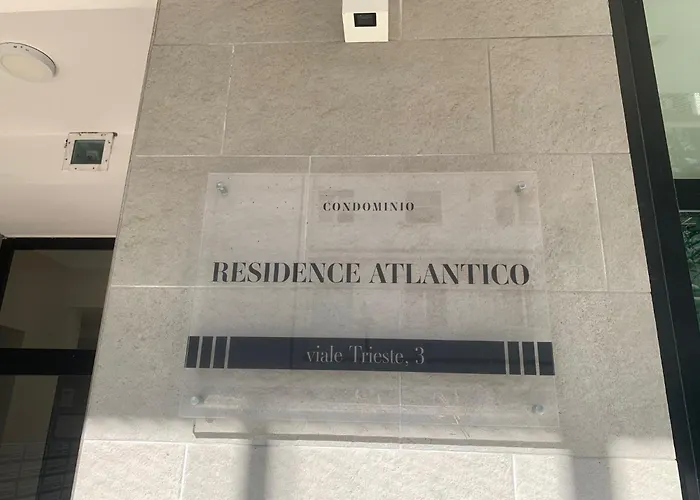 CONDOMINIO
RESIDENCE ATLANTICO
viale Trieste, 3